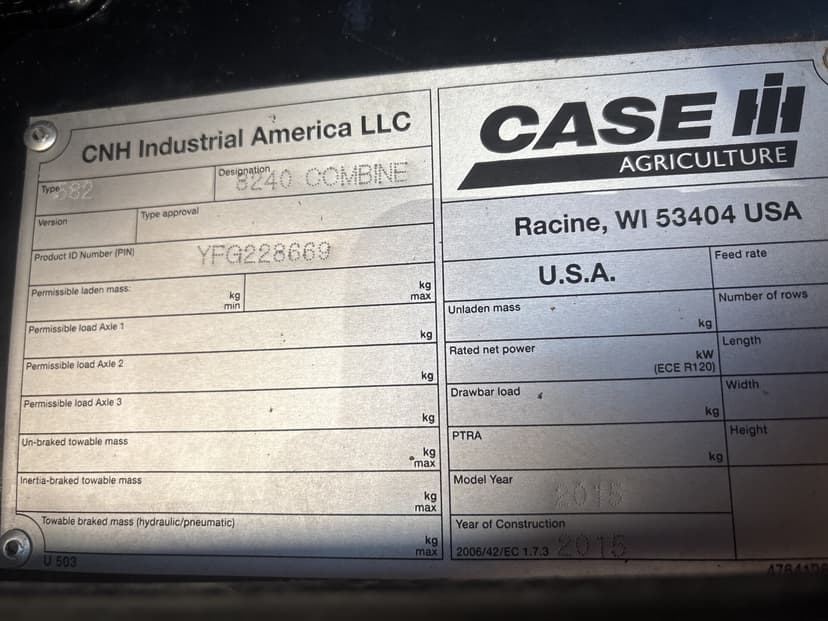 CNH Industrial America LLC
Type 582
Designation 8240 COMBINE
Version
Type approval
Product ID Number (PIN) YFG228669
Permissible laden mass: kg min
kg max
Permissible load Axle 1 kg
Permissible load Axle 2 kg
Permissible load Axle 3 kg
Un-braked towable mass kg max
Inertia-braked towable mass kg max
Towable braked mass (hydraulic/pneumatic) kg max
U 503
CASE IH
AGRICULTURE
Racine, WI 53404 USA
U.S.A.
Feed rate
Unladen mass kg
Number of rows
Rated net power kW (ECE R120)
Length
Drawbar load kg
Width
PTRA kg
Height
Model Year 2015
Year of Construction
2006/42/EC 1.7.3 2015